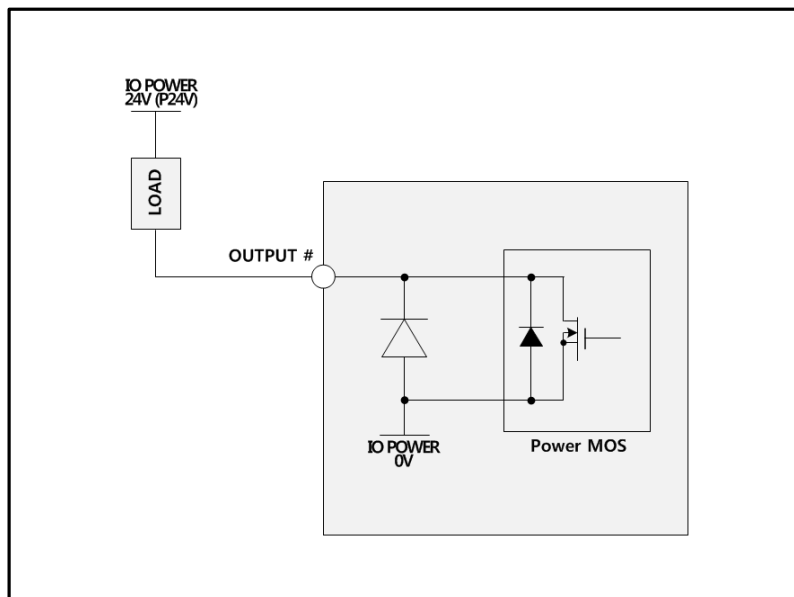 IO POWER
24V (P24V)
LOAD
OUTPUT #
IO POWER
0V
Power MOS